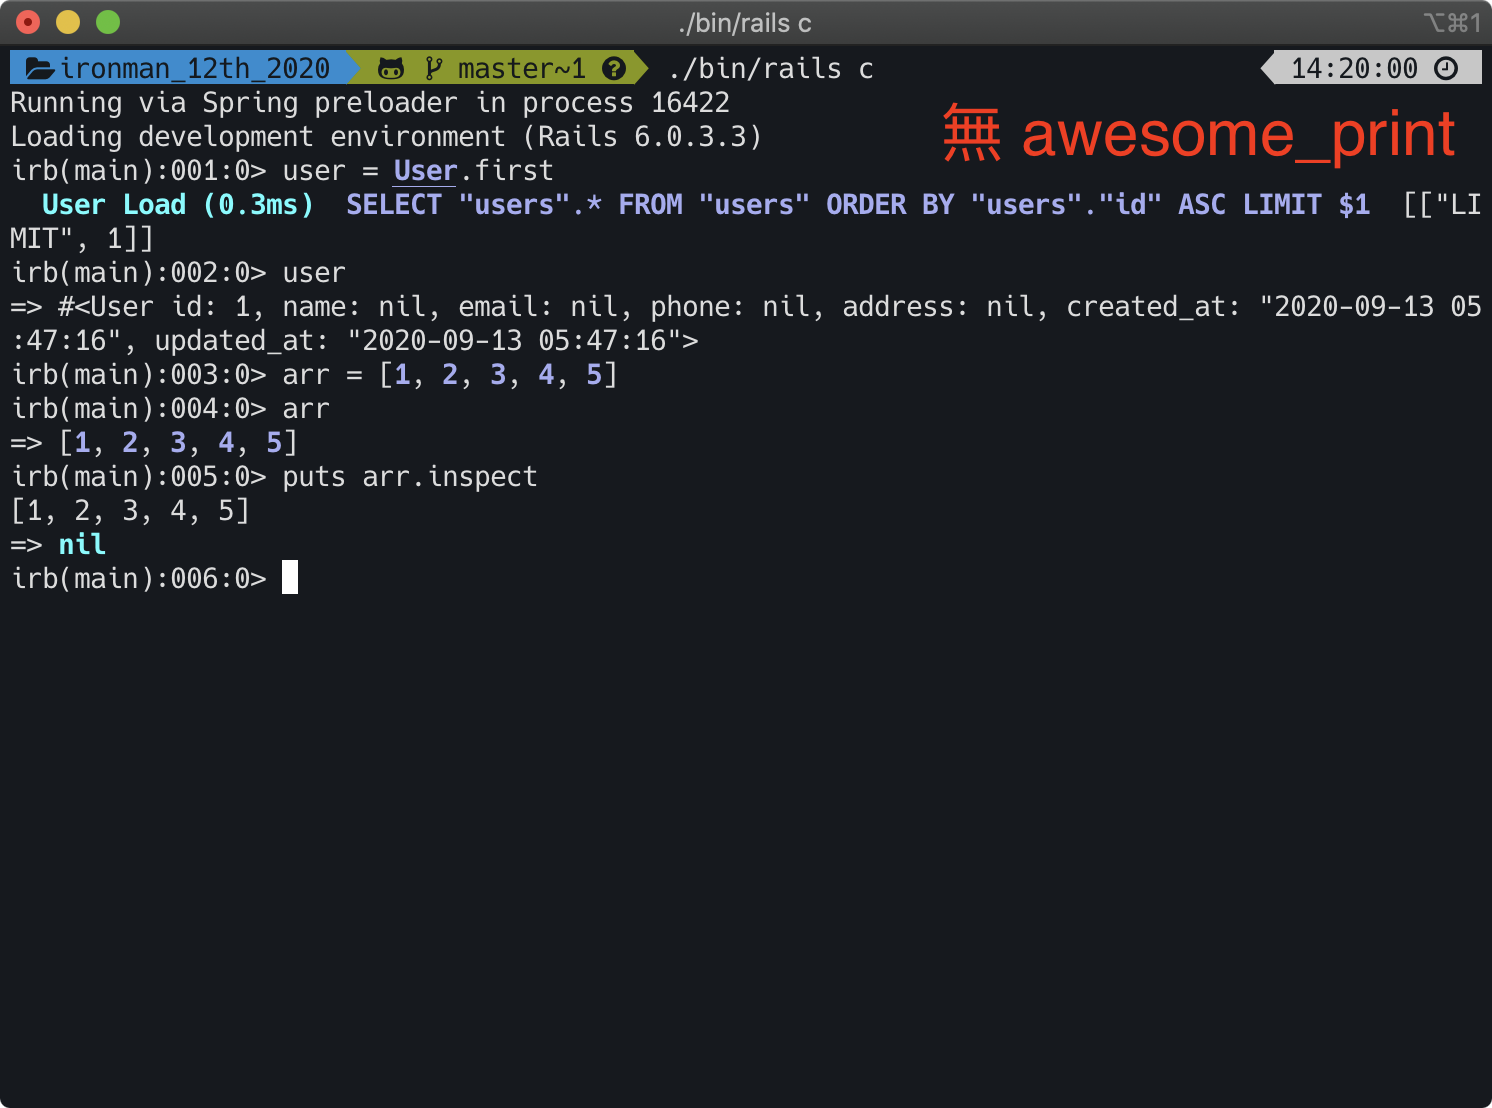 ./bin/rails c
⌥⌘1
ironman_12th_2020 master~1 ./bin/rails c 14:20:00
Running via Spring preloader in process 16422
Loading development environment (Rails 6.0.3.3)
無 awesome_print
irb(main):001:0> user = User.first
  User Load (0.3ms)  SELECT "users".* FROM "users" ORDER BY "users"."id" ASC LIMIT $1  [["LI
MIT", 1]]
irb(main):002:0> user
=> #<User id: 1, name: nil, email: nil, phone: nil, address: nil, created_at: "2020-09-13 05
:47:16", updated_at: "2020-09-13 05:47:16">
irb(main):003:0> arr = [1, 2, 3, 4, 5]
irb(main):004:0> arr
=> [1, 2, 3, 4, 5]
irb(main):005:0> puts arr.inspect
[1, 2, 3, 4, 5]
=> nil
irb(main):006:0>